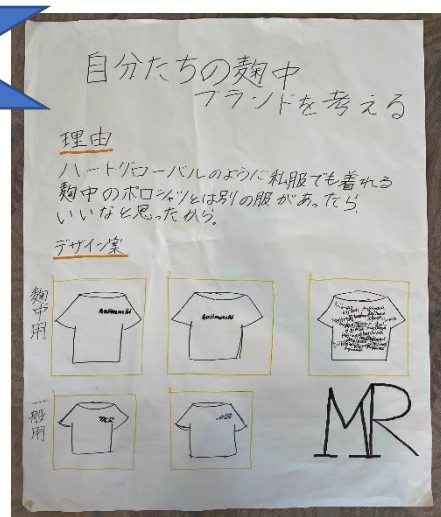 自分たちの麹中
ブランドを考える
理由
ハートグローバルのように私服でも着れる
麹中のポロシャツとは別の服があったら
いいなと思ったから。
デザイン案
麹中用
Kojimachi
一般用
MR